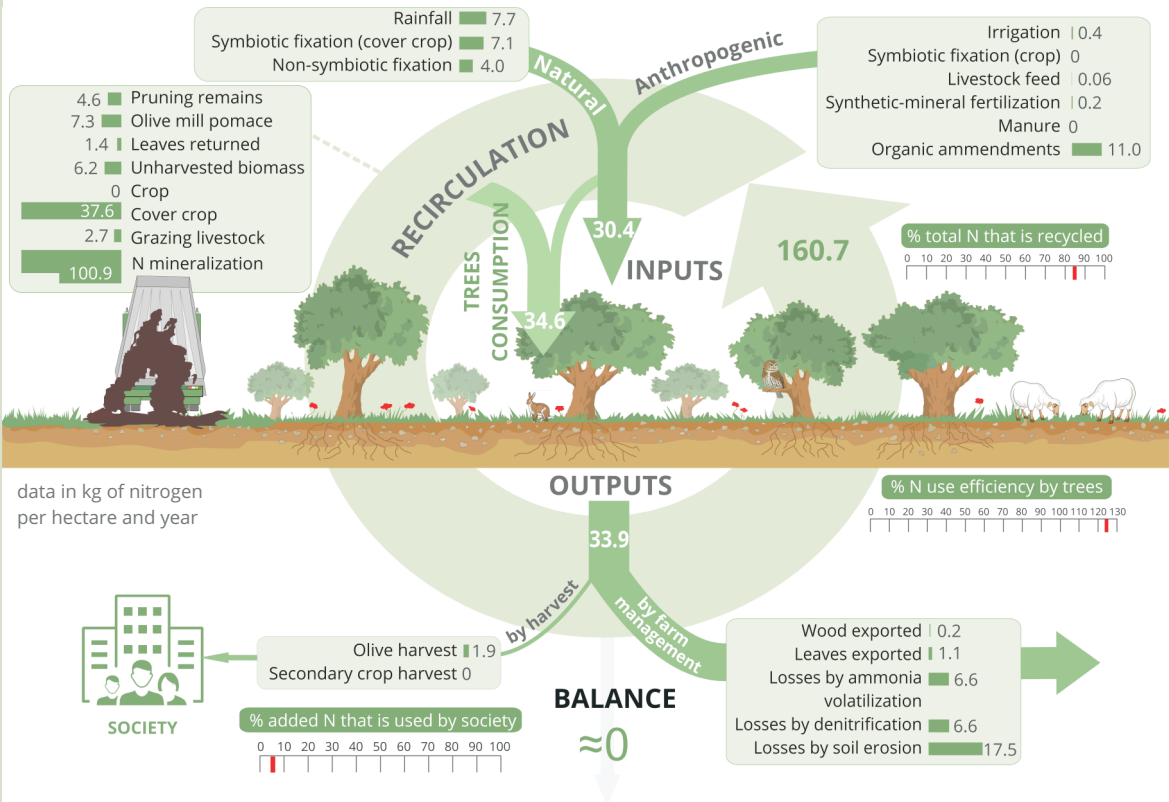 Rainfall 7.7
Symbiotic fixation (cover crop) 7.1
Non-symbiotic fixation 4.0
Natural
Anthropogenic
Irrigation 0.4
Symbiotic fixation (crop) 0
Livestock feed 0.06
Synthetic-mineral fertilization 0.2
Manure 0
Organic ammendments 11.0
4.6 Pruning remains
7.3 Olive mill pomace
1.4 Leaves returned
6.2 Unharvested biomass
0 Crop
37.6 Cover crop
2.7 Grazing livestock
100.9 N mineralization
RECIRCULATION
TREES
CONSUMPTION
34.6
30.4
INPUTS
160.7
% total N that is recycled
0 10 20 30 40 50 60 70 80 90 100
data in kg of nitrogen
per hectare and year
OUTPUTS
33.9
% N use efficiency by trees
0 10 20 30 40 50 60 70 80 90 100 110 120 130
by harvest
by farm
management
Olive harvest 1.9
Secondary crop harvest 0
SOCIETY
% added N that is used by society
0 10 20 30 40 50 60 70 80 90 100
BALANCE
≈0
Wood exported 0.2
Leaves exported 1.1
Losses by ammonia 6.6
volatilization
Losses by denitrification 6.6
Losses by soil erosion 17.5